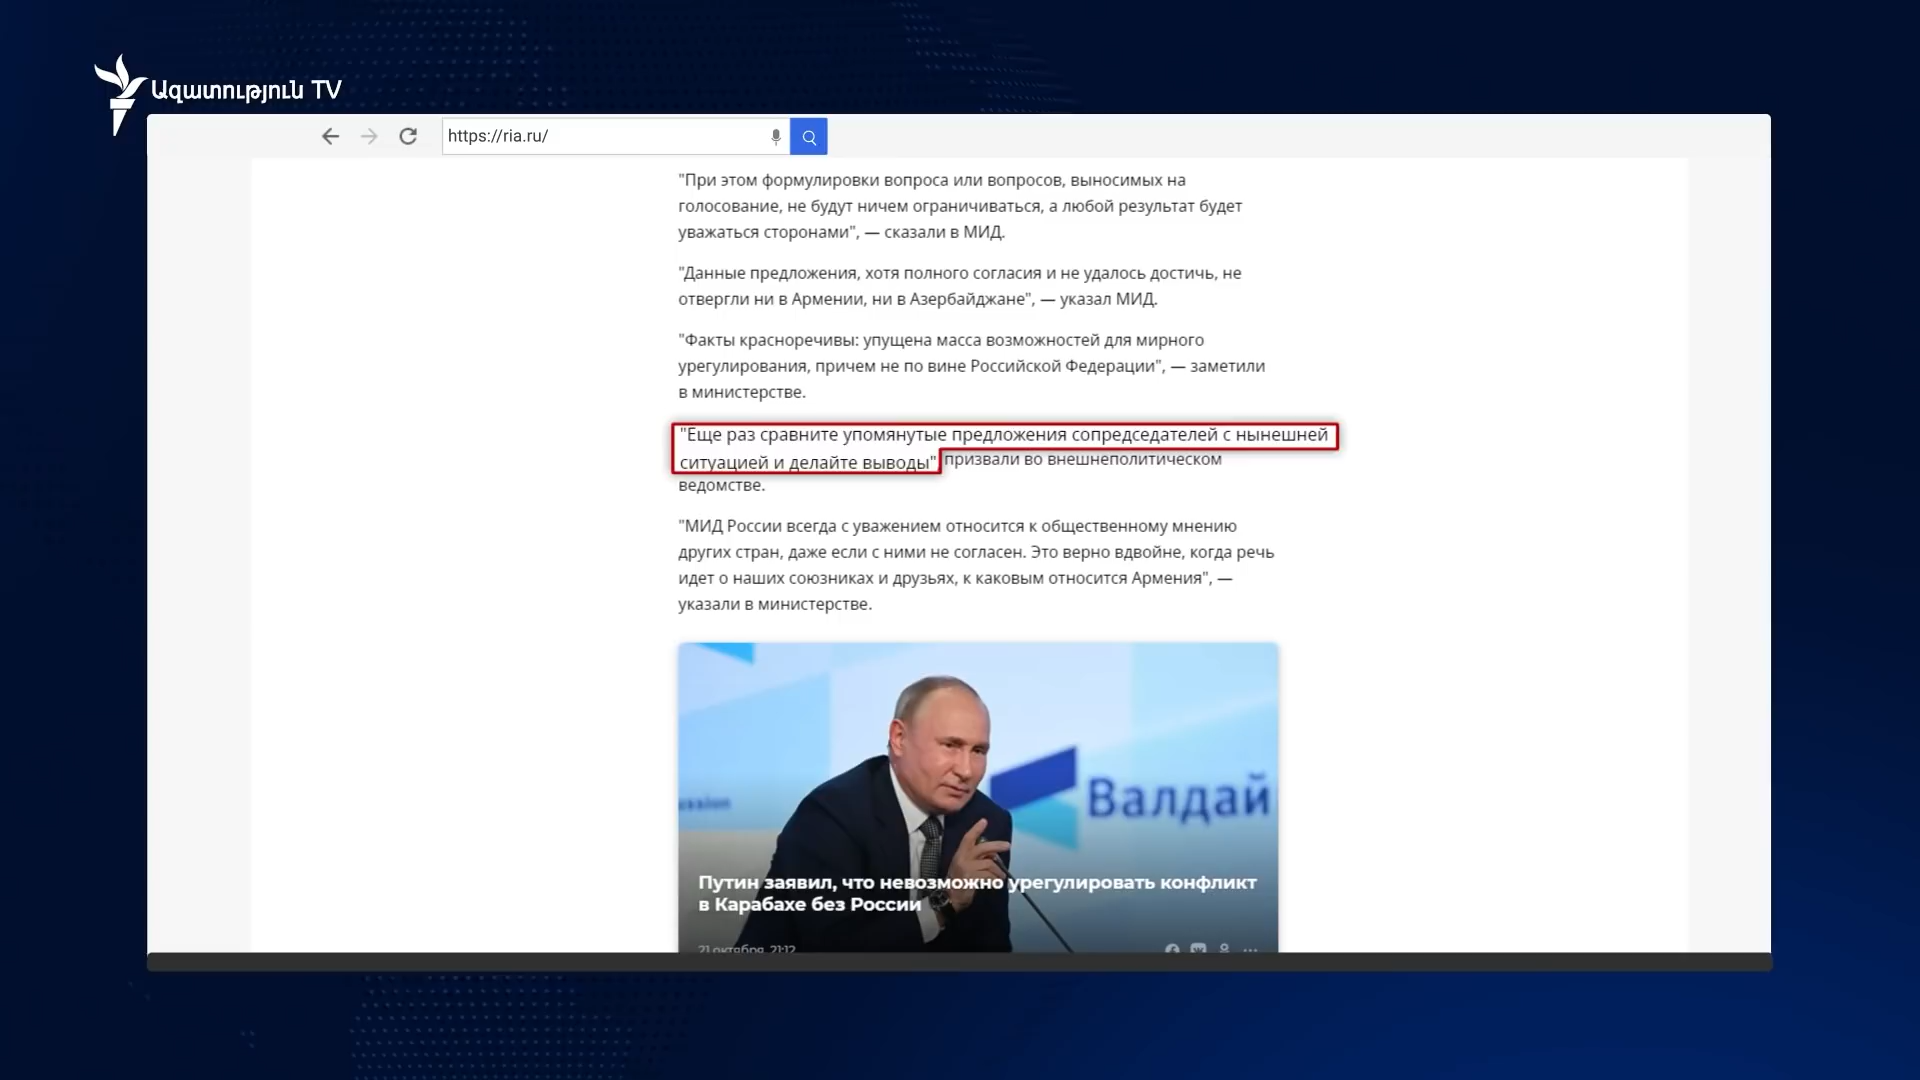 Ազատություն TV
https://ria.ru/
"При этом формулировки вопроса или вопросов, выносимых на
голосование, не будут ничем ограничиваться, а любой результат будет
уважаться сторонами", — сказали в МИД.
"Данные предложения, хотя полного согласия и не удалось достичь, не
отвергли ни в Армении, ни в Азербайджане", — указал МИД.
"Факты красноречивы: упущена масса возможностей для мирного
урегулирования, причем не по вине Российской Федерации", — заметили
в министерстве.
"Еще раз сравните упомянутые предложения сопредседателей с нынешней
ситуацией и делайте выводы", призвали во внешнеполитическом
ведомстве.
"МИД России всегда с уважением относится к общественному мнению
других стран, даже если с ними не согласен. Это верно вдвойне, когда речь
идет о наших союзниках и друзьях, к каковым относится Армения", —
указали в министерстве.
Валдай
Путин заявил, что невозможно урегулировать конфликт
в Карабахе без России
21 октября, 21:12